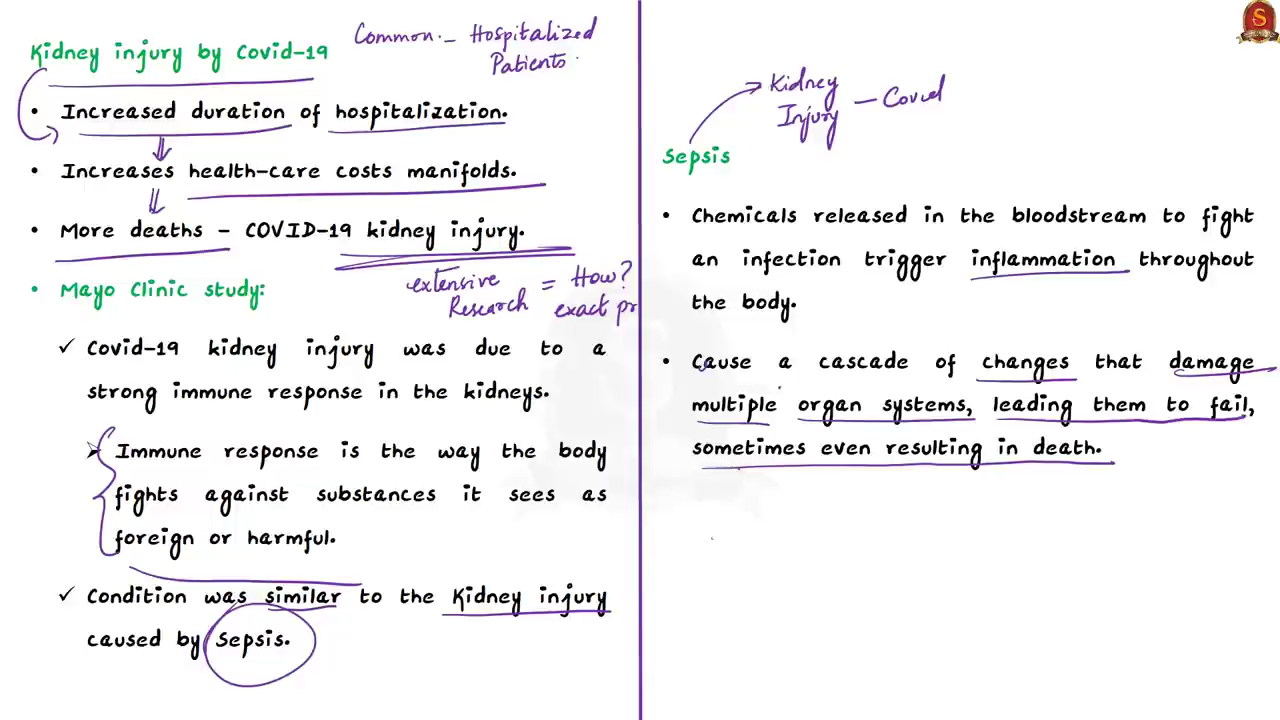 Kidney injury by Covid-19
Common - Hospitalized
Patients
• Increased duration of hospitalization.
• Increases health-care costs manifolds.
• More deaths - COVID-19 kidney injury.
extensive = How?
Research exact pr
• Mayo Clinic study:
✓ Covid-19 kidney injury was due to a
strong immune response in the kidneys.
➤ Immune response is the way the body
fights against substances it sees as
foreign or harmful.
✓ Condition was similar to the Kidney injury
caused by Sepsis.
S
Kidney
Injury - Covid
Sepsis
• Chemicals released in the bloodstream to fight
an infection trigger inflammation throughout
the body.
• Cause a cascade of changes that damage
multiple organ systems, leading them to fail,
sometimes even resulting in death.